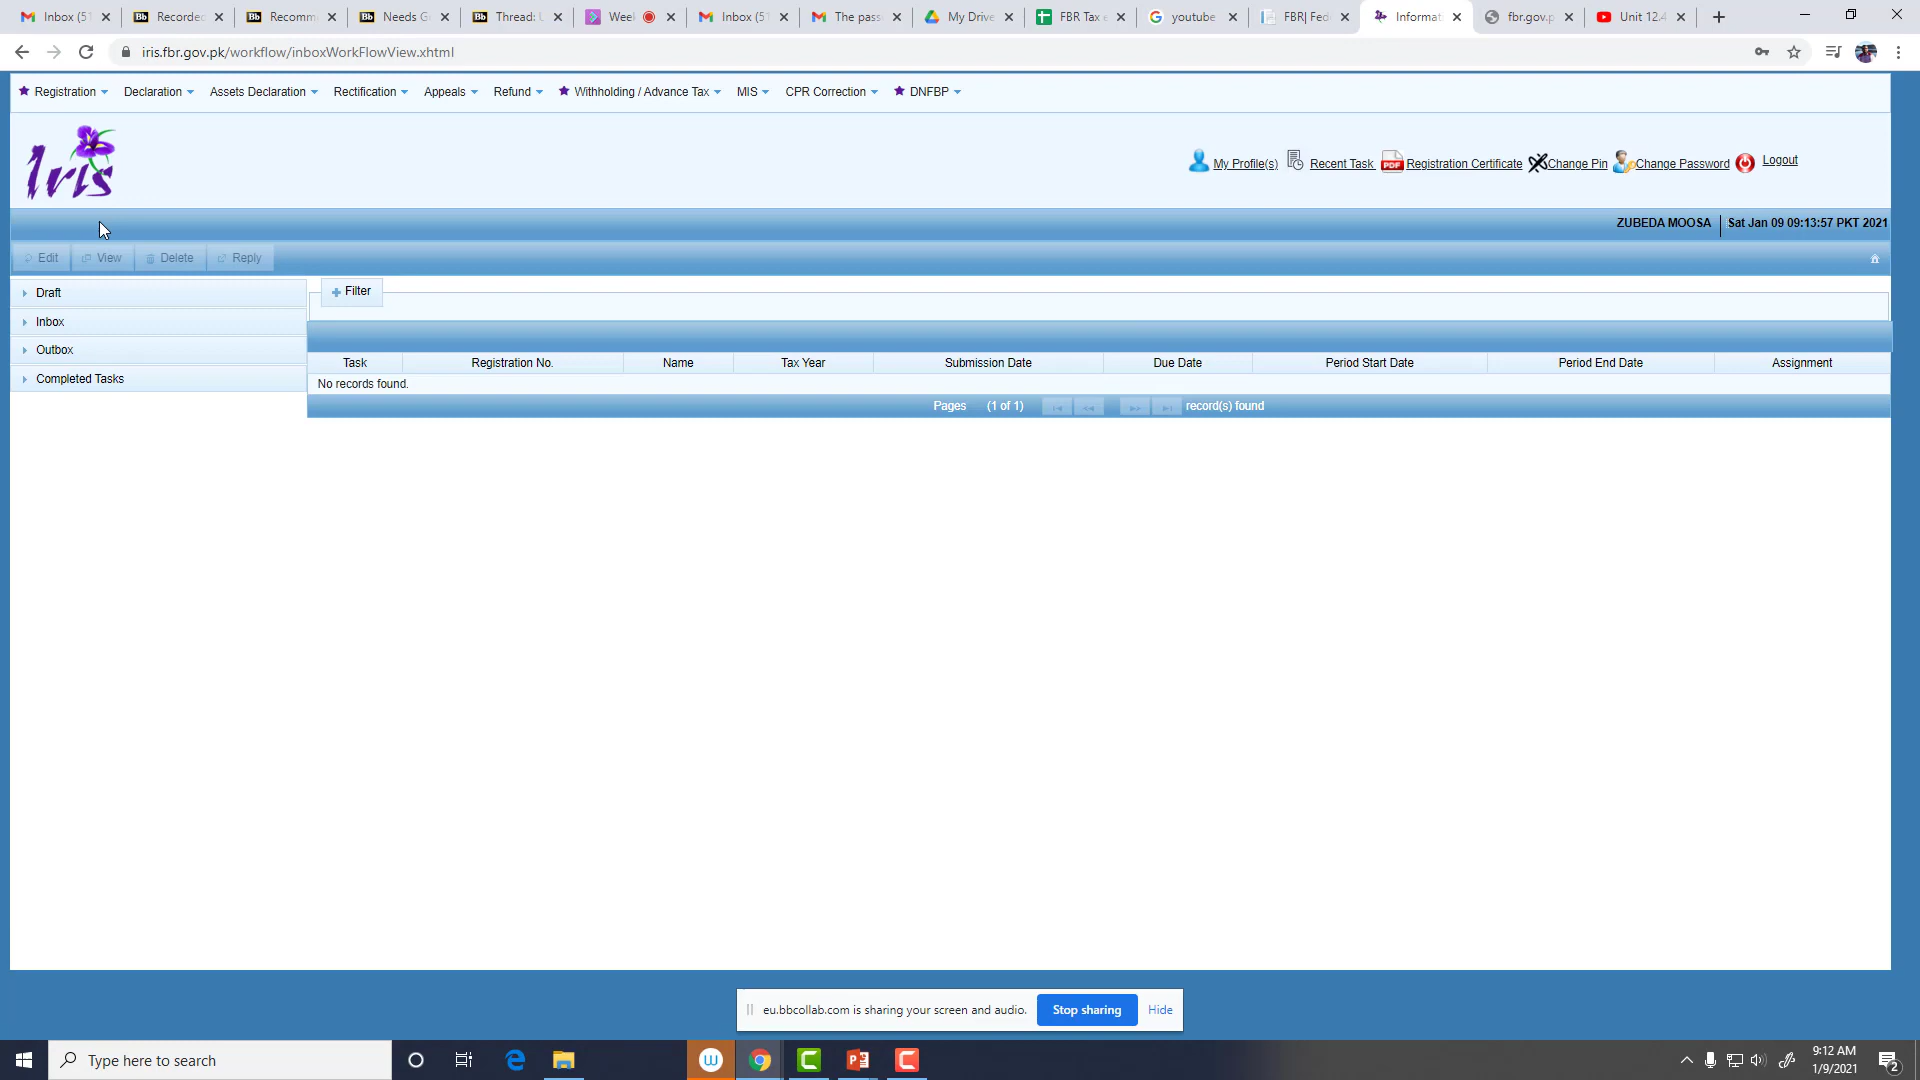 Inbox (51
Recorded
Recomm
Needs G
Thread: U
Week
Inbox (51
The pass
My Drive
FBR Tax e
youtube
FBR| Fed
Informat
fbr.gov.p
Unit 12.4
iris.fbr.gov.pk/workflow/inboxWorkFlowView.xhtml
Registration
Declaration
Assets Declaration
Rectification
Appeals
Refund
Withholding / Advance Tax
MIS
CPR Correction
DNFBP
Iris
My Profile(s)
Recent Task
PDF
Registration Certificate
Change Pin
Change Password
Logout
ZUBEDA MOOSA
Sat Jan 09 09:13:57 PKT 2021
Edit
View
Delete
Reply
Draft
Inbox
Outbox
Completed Tasks
Filter
Task
Registration No.
Name
Tax Year
Submission Date
Due Date
Period Start Date
Period End Date
Assignment
No records found.
Pages (1 of 1) record(s) found
eu.bbcollab.com is sharing your screen and audio.
Stop sharing
Hide
Type here to search
9:12 AM
1/9/2021
2